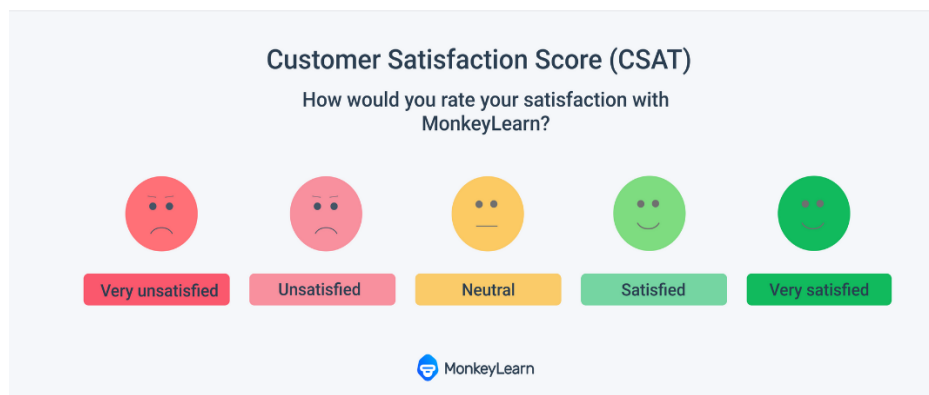 Customer Satisfaction Score (CSAT)
How would you rate your satisfaction with
MonkeyLearn?
Very unsatisfied
Unsatisfied
Neutral
Satisfied
Very satisfied
MonkeyLearn